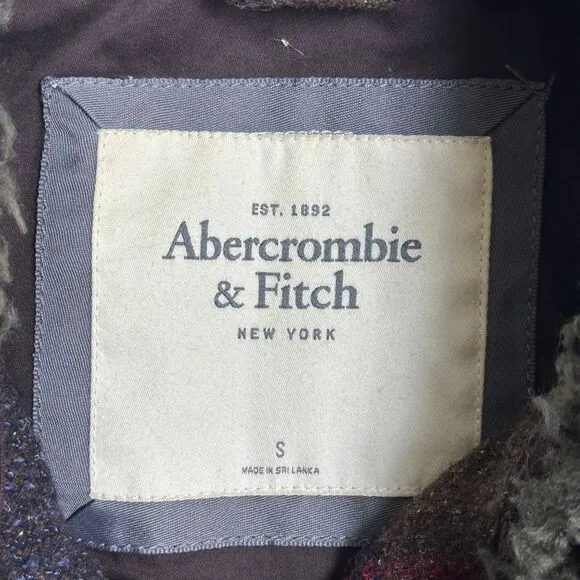 EST. 1892
Abercrombie
& Fitch
NEW YORK
S
MADE IN SRI LANKA